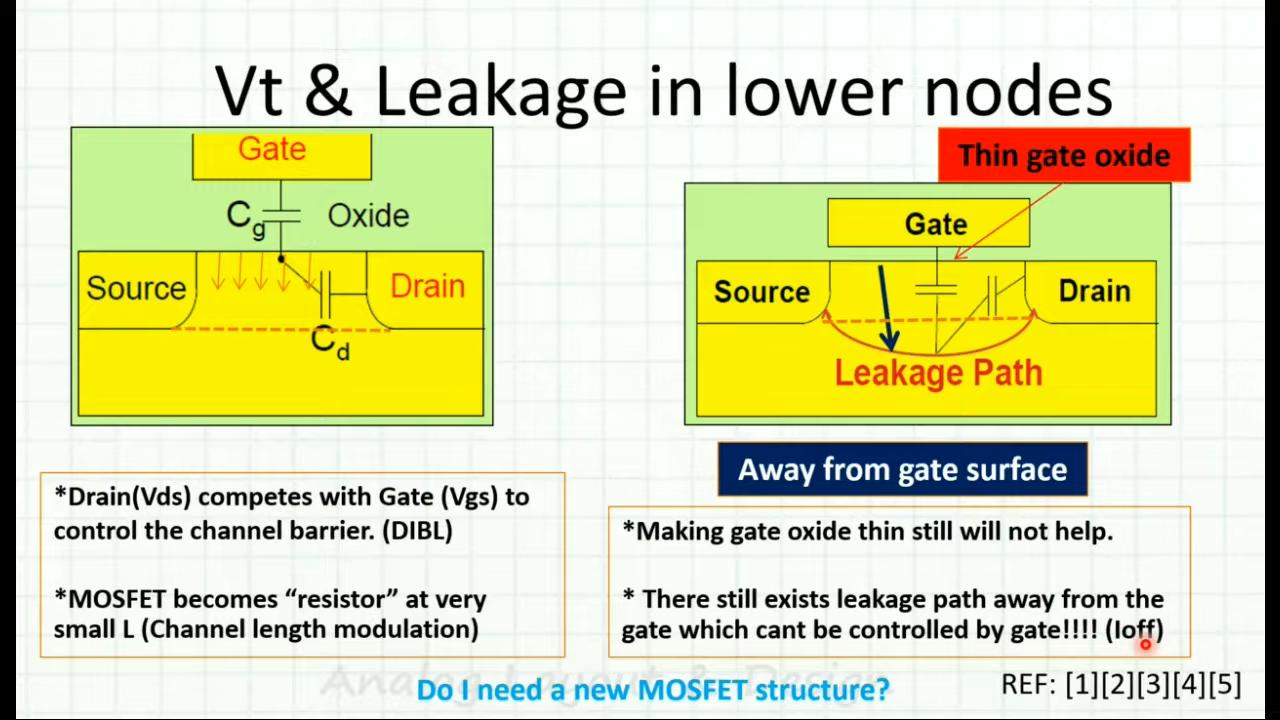 Vt & Leakage in lower nodes
Gate
Cg
Oxide
Source
Drain
Cd
Thin gate oxide
Gate
Source
Drain
Leakage Path
Away from gate surface
*Drain(Vds) competes with Gate (Vgs) to
control the channel barrier. (DIBL)
*MOSFET becomes “resistor” at very
small L (Channel length modulation)
*Making gate oxide thin still will not help.
* There still exists leakage path away from the
gate which cant be controlled by gate!!!! (Ioff)
Analog Layout & Design
Do I need a new MOSFET structure?
REF: [1][2][3][4][5]